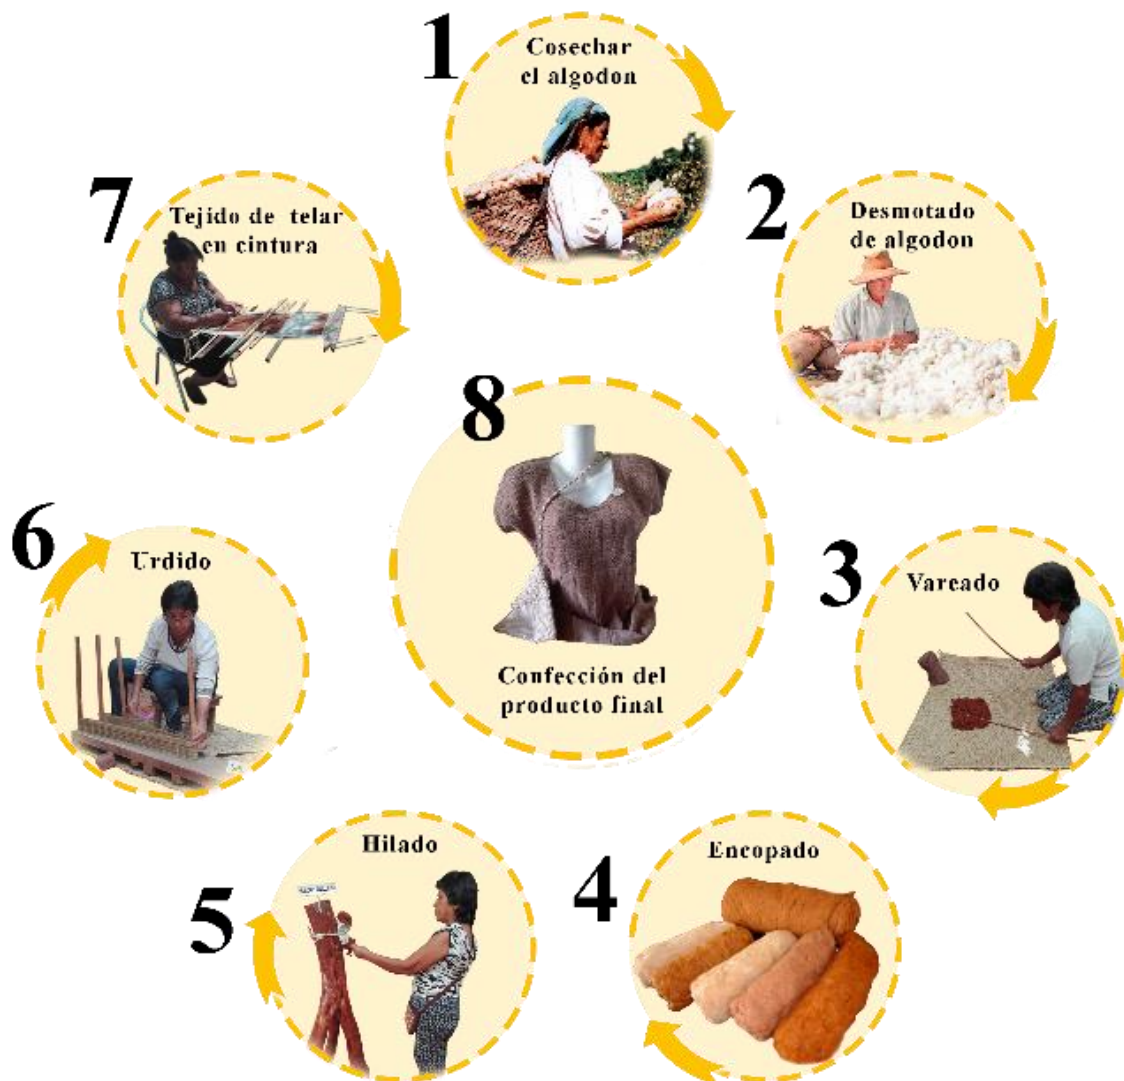 1
Cosechar
el algodon
2
Desmotado
de algodon
3
Vareado
4
Encopado
5
Hilado
6
Urdido
7
Tejido de telar
en cintura
8
Confección del
producto final